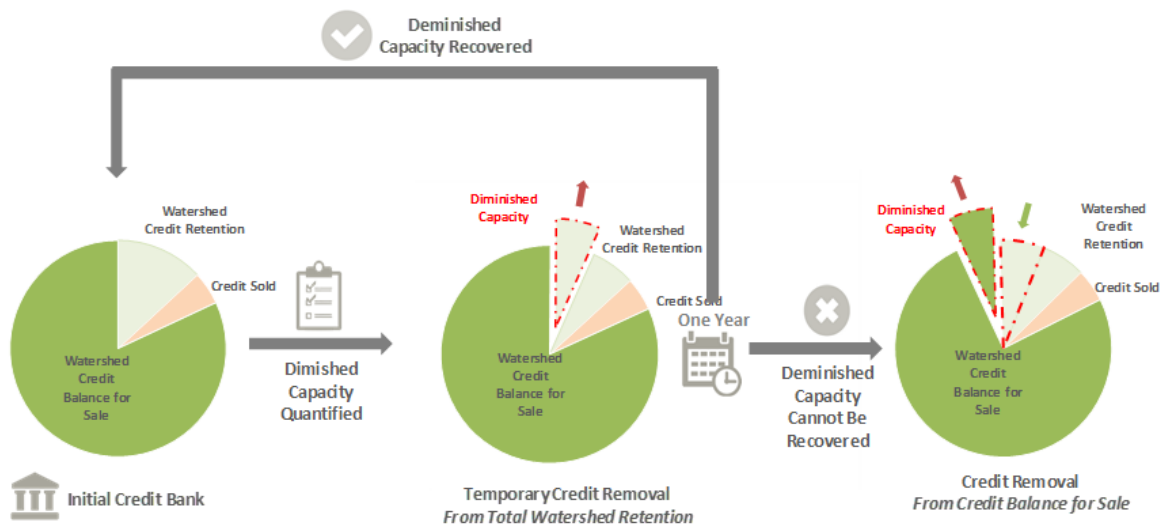 Deminished
Capacity Recovered
Watershed
Credit Retention
Credit Sold
Watershed
Credit
Balance for
Sale
Initial Credit Bank
Dimished
Capacity
Quantified
Diminished
Capacity
Watershed
Credit Retention
Credit Sold
Watershed
Credit
Balance for
Sale
One Year
Temporary Credit Removal
From Total Watershed Retention
Deminished
Capacity
Cannot Be
Recovered
Diminished
Capacity
Watershed
Credit
Retention
Credit Sold
Watershed
Credit
Balance for
Sale
Credit Removal
From Credit Balance for Sale